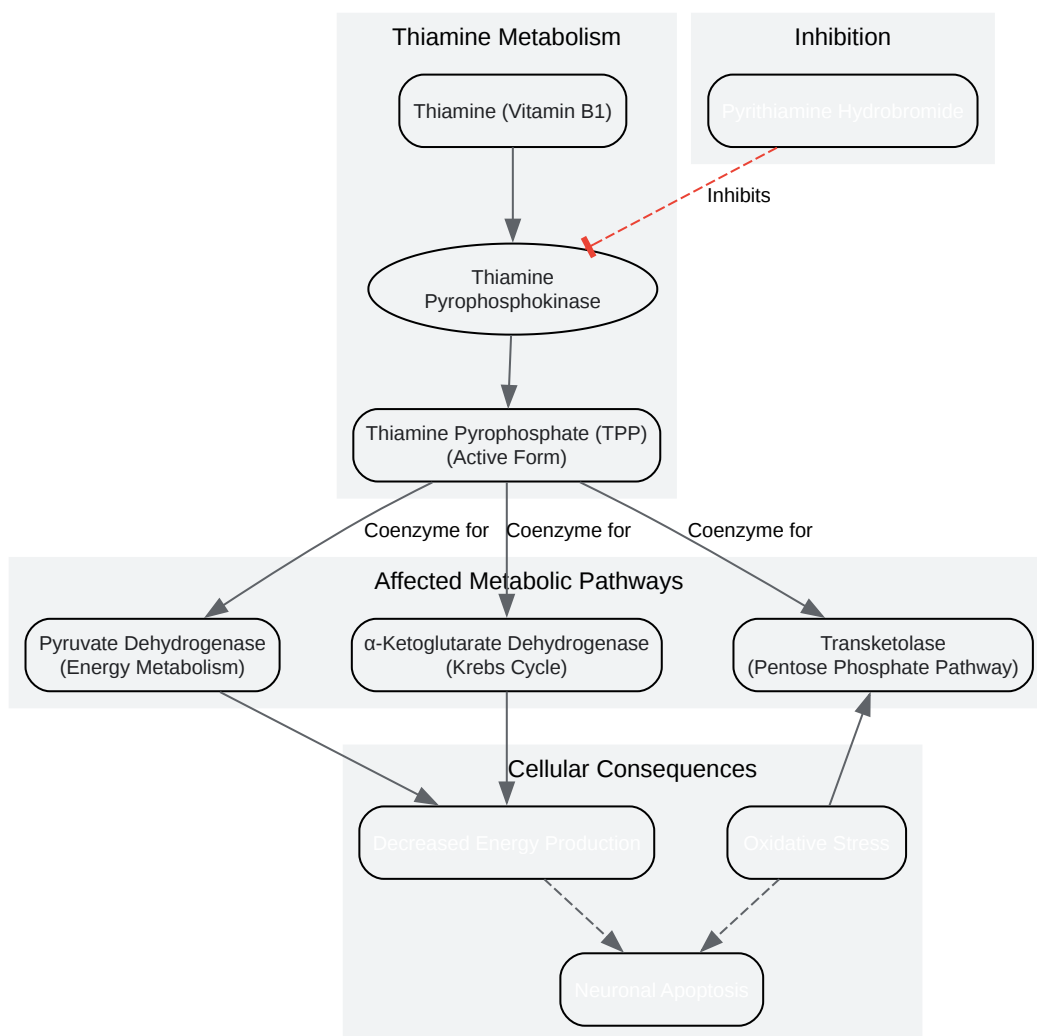 Thiamine Metabolism
Inhibition
Thiamine (Vitamin B1)
Pyrithiamine Hydrobromide
Inhibits
Thiamine
Pyrophosphokinase
Thiamine Pyrophosphate (TPP)
(Active Form)
Coenzyme for
Coenzyme for
Coenzyme for
Affected Metabolic Pathways
Pyruvate Dehydrogenase
(Energy Metabolism)
α-Ketoglutarate Dehydrogenase
(Krebs Cycle)
Transketolase
(Pentose Phosphate Pathway)
Cellular Consequences
Decreased Energy Production
Oxidative Stress
Neuronal Apoptosis